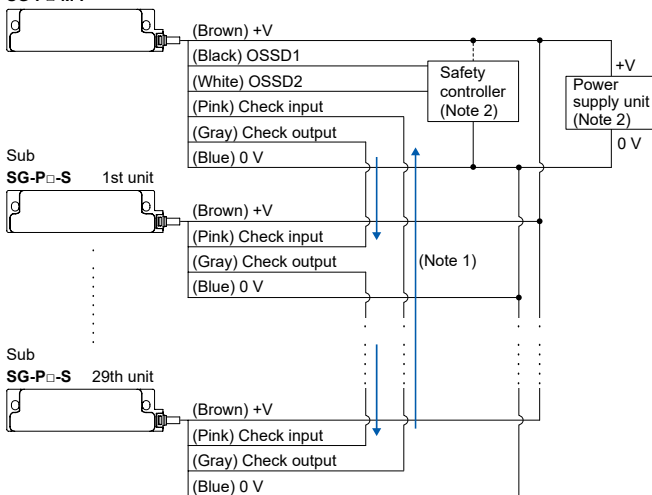 (Brown) +V
(Black) OSSD1
(White) OSSD2
(Pink) Check input
(Gray) Check output
(Blue) 0 V
Safety
controller
(Note 2)
+V
Power
supply unit
(Note 2)
0 V
Sub
SG-P□-S 1st unit
(Brown) +V
(Pink) Check input
(Gray) Check output
(Blue) 0 V
(Note 1)
Sub
SG-P□-S 29th unit
(Brown) +V
(Pink) Check input
(Gray) Check output
(Blue) 0 V